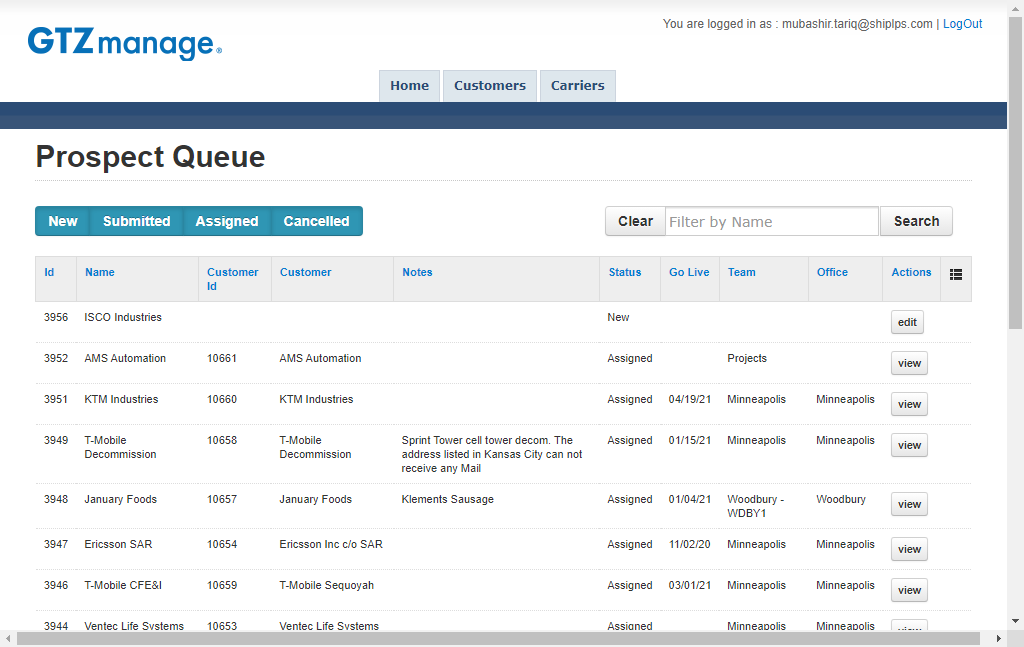 You are logged in as : mubashir.tariq@shiplps.com | LogOut
GTZmanage®
Home Customers Carriers
Prospect Queue
New Submitted Assigned Cancelled Clear Filter by Name Search
Id Name Customer Id Customer Notes Status Go Live Team Office Actions
3956 ISCO Industries New edit
3952 AMS Automation 10661 AMS Automation Assigned Projects view
3951 KTM Industries 10660 KTM Industries Assigned 04/19/21 Minneapolis Minneapolis view
3949 T-Mobile 10658 T-Mobile Sprint Tower cell tower decom. The Assigned 01/15/21 Minneapolis Minneapolis view
Decommission Decommission address listed in Kansas City can not
receive any Mail
3948 January Foods 10657 January Foods Klements Sausage Assigned 01/04/21 Woodbury - Woodbury view
WDBY1
3947 Ericsson SAR 10654 Ericsson Inc c/o SAR Assigned 11/02/20 Minneapolis Minneapolis view
3946 T-Mobile CFE&I 10659 T-Mobile Sequoyah Assigned 03/01/21 Minneapolis Minneapolis view
3944 Ventec Life Systems 10653 Ventec Life Systems Assigned Minneapolis Minneapolis view